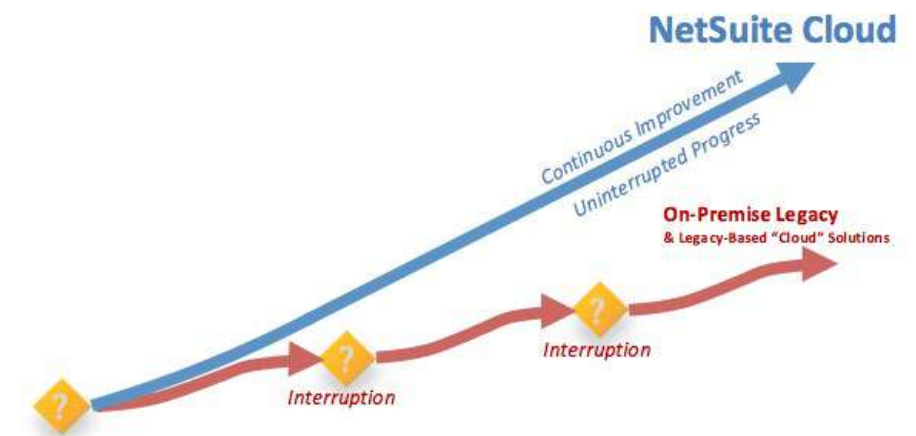 NetSuite Cloud
Continuous Improvement
Uninterrupted Progress
On-Premise Legacy
& Legacy-Based “Cloud” Solutions
?
Interruption
?
Interruption
?